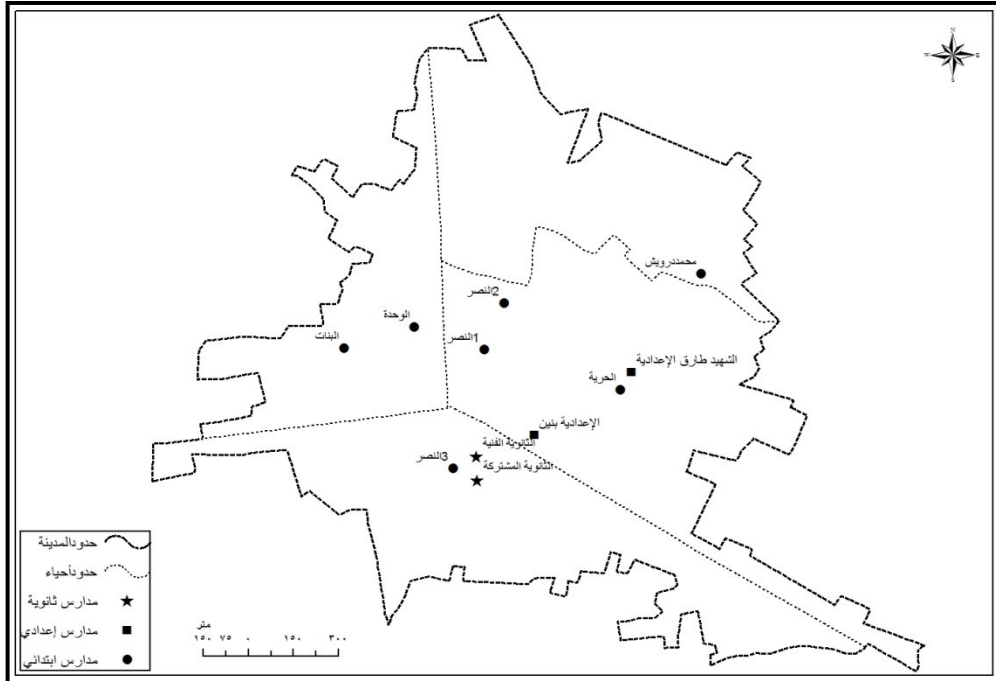 N
W
E
S
محمددرويش
2النصر
الوحدة
1النصر
البنات
الشهيد طارق الإعدادية
الحرية
الإعدادية بنين
الثانوية الفنية
3النصر
الثانوية المشتركة
حدودالمدينة
حدودأحياء
مدارس ثانوية
مدارس إعدادي
مدارس ابتدائي
متر
١٥٠ ٧٥ ٠ ١٥٠ ٣٠٠